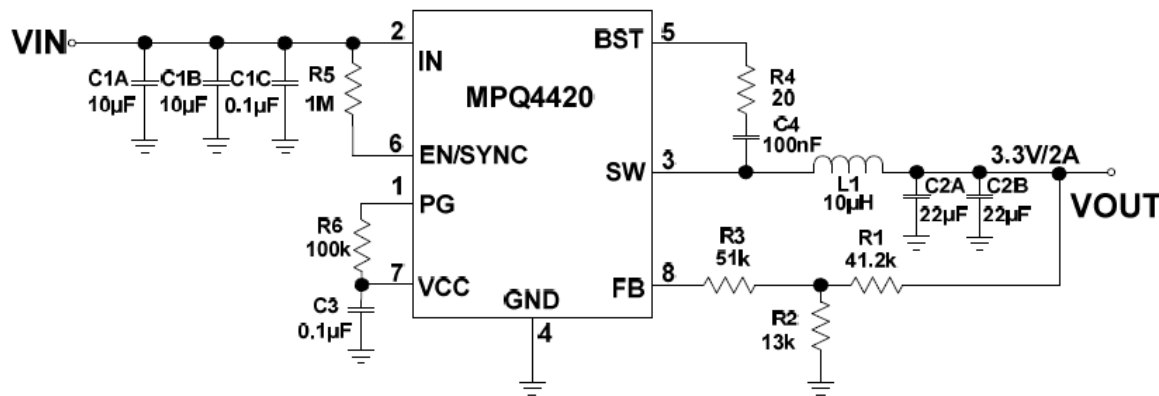 VIN
C1A
10μF
C1B
10μF
C1C
0.1μF
R5
1M
2
IN
6
EN/SYNC
1
PG
R6
100k
7
VCC
C3
0.1μF
MPQ4420
GND
4
BST
5
R4
20
C4
100nF
SW
3
L1
10μH
C2A
22μF
C2B
22μF
3.3V/2A
VOUT
FB
8
R3
51k
R1
41.2k
R2
13k